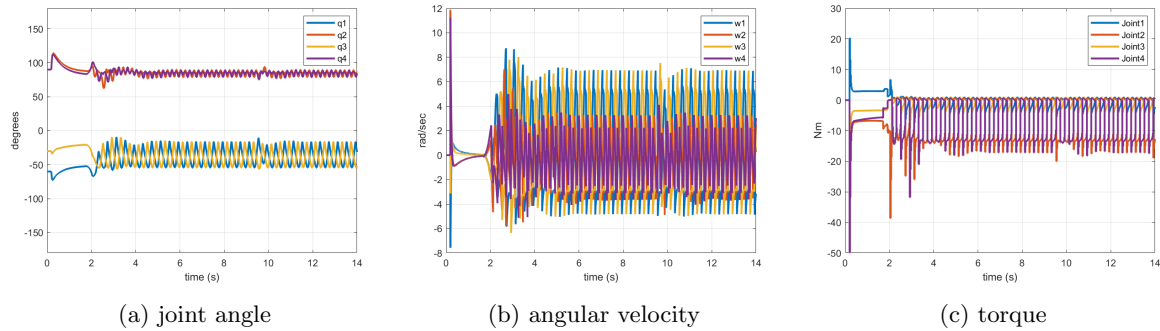 q1
q2
q3
q4
150
100
50
0
-50
-100
-150
degrees
0 2 4 6 8 10 12 14
time (s)
(a) joint angle
w1
w2
w3
w4
12
10
8
6
4
2
0
-2
-4
-6
-8
rad/sec
0 2 4 6 8 10 12 14
time (s)
(b) angular velocity
Joint1
Joint2
Joint3
Joint4
30
20
10
0
-10
-20
-30
-40
-50
Nm
0 2 4 6 8 10 12 14
time (s)
(c) torque